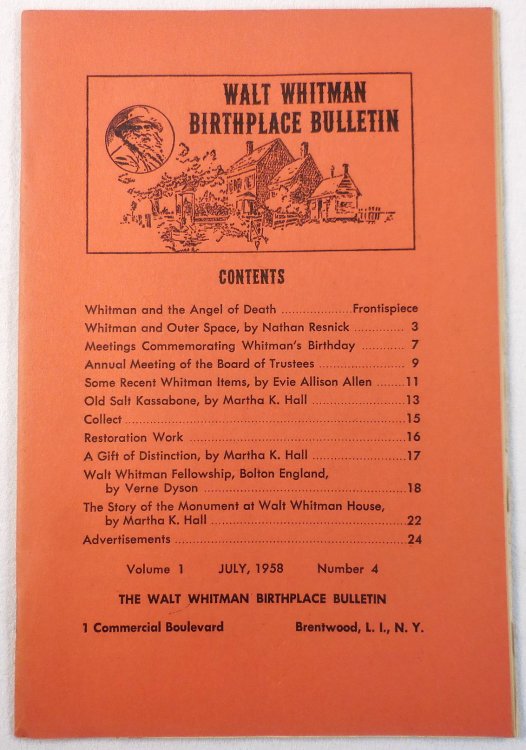 WALT WHITMAN
BIRTHPLACE BULLETIN
CONTENTS
Whitman and the Angel of Death ....................Frontispiece
Whitman and Outer Space, by Nathan Resnick ............. 3
Meetings Commemorating Whitman's Birthday ........... 7
Annual Meeting of the Board of Trustees ...................... 9
Some Recent Whitman Items, by Evie Allison Allen .......11
Old Salt Kassabone, by Martha K. Hall .......................13
Collect......................................................................15
Restoration Work .......................................................16
A Gift of Distinction, by Martha K. Hall .......................17
Walt Whitman Fellowship, Bolton England,
by Verne Dyson ..................................................18
The Story of the Monument at Walt Whitman House,
by Martha K. Hall ................................................22
Advertisements .........................................................24
Volume 1 JULY, 1958 Number 4
THE WALT WHITMAN BIRTHPLACE BULLETIN
1 Commercial Boulevard Brentwood, L. I., N. Y.